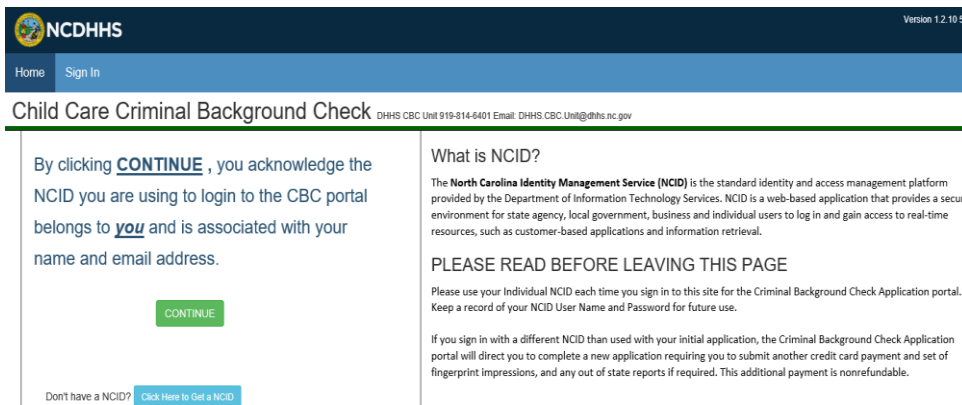 NCDHHS
Version 1.2.10
Home Sign In
Child Care Criminal Background Check DHHS CBC Unit 919-814-6401 Email: DHHS.CBC.Unit@dhhs.nc.gov
By clicking CONTINUE , you acknowledge the
NCID you are using to login to the CBC portal
belongs to you and is associated with your
name and email address.
CONTINUE
Don't have a NCID? Click Here to Get a NCID
What is NCID?
The North Carolina Identity Management Service (NCID) is the standard identity and access management platform
provided by the Department of Information Technology Services. NCID is a web-based application that provides a secu
environment for state agency, local government, business and individual users to log in and gain access to real-time
resources, such as customer-based applications and information retrieval.
PLEASE READ BEFORE LEAVING THIS PAGE
Please use your Individual NCID each time you sign in to this site for the Criminal Background Check Application portal.
Keep a record of your NCID User Name and Password for future use.
If you sign in with a different NCID than used with your initial application, the Criminal Background Check Application
portal will direct you to complete a new application requiring you to submit another credit card payment and set of
fingerprint impressions, and any out of state reports if required. This additional payment is nonrefundable.